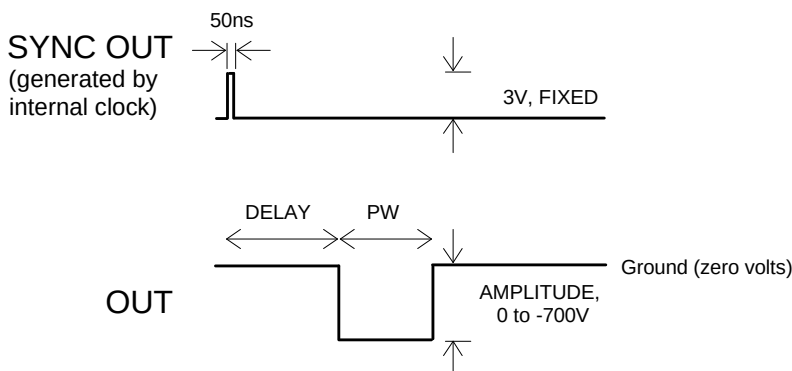 50ns
SYNC OUT
(generated by
internal clock)
3V, FIXED
DELAY
PW
Ground (zero volts)
OUT
AMPLITUDE,
0 to -700V